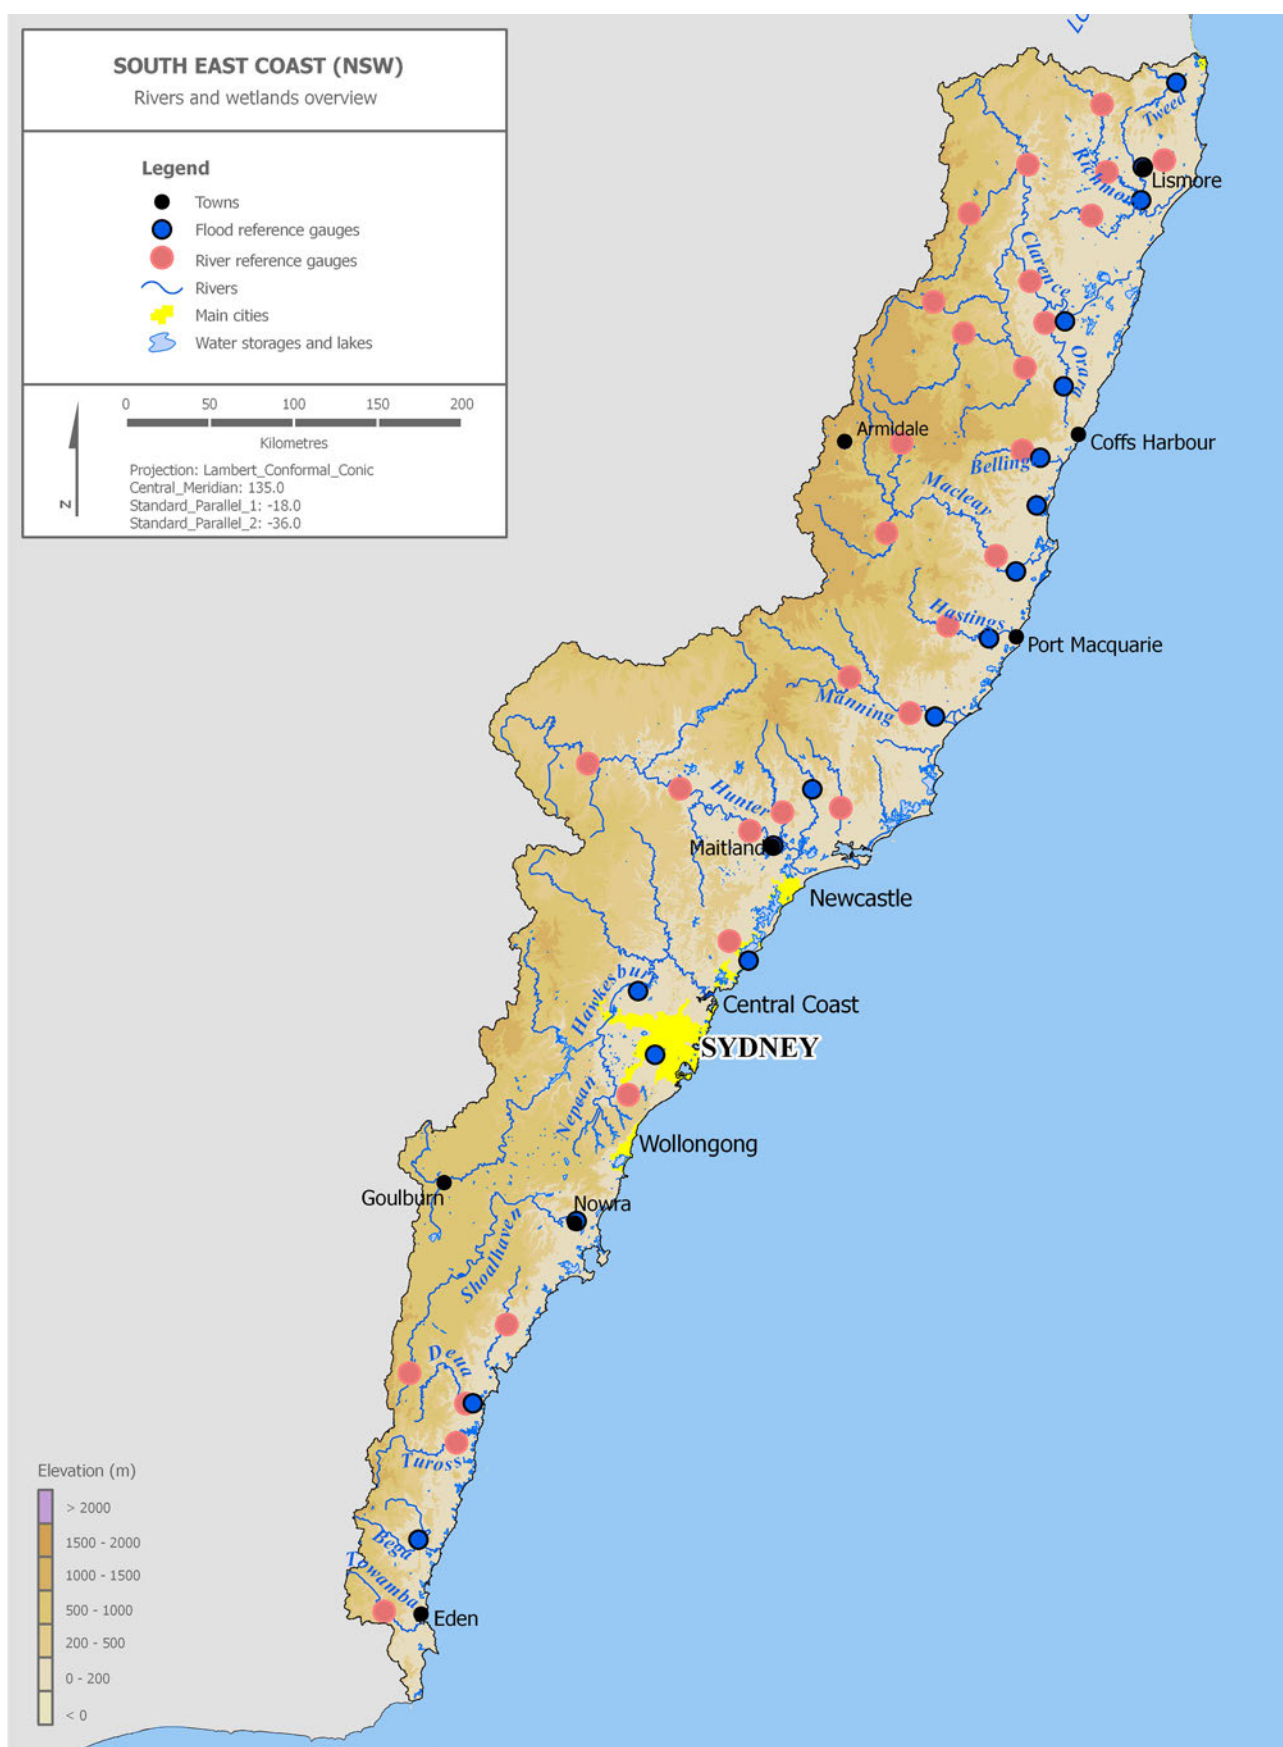 SOUTH EAST COAST (NSW)
Rivers and wetlands overview
Legend
Towns
Flood reference gauges
River reference gauges
Rivers
Main cities
Water storages and lakes
0 50 100 150 200
Kilometres
N
Projection: Lambert_Conformal_Conic
Central_Meridian: 135.0
Standard_Parallel_1: -18.0
Standard_Parallel_2: -36.0
Tweed
Richmon
Lismore
Clarence
Orara
Armidale
Coffs Harbour
Belling
Macleay
Hastings
Port Macquarie
Manning
Hunter
Maitland
Newcastle
Hawkesbur
Central Coast
SYDNEY
Nepean
Wollongong
Goulburn
Nowra
Shoalhaven
Deua
Tuross
Bega
Towamba
Eden
Elevation (m)
> 2000
1500 - 2000
1000 - 1500
500 - 1000
200 - 500
0 - 200
< 0